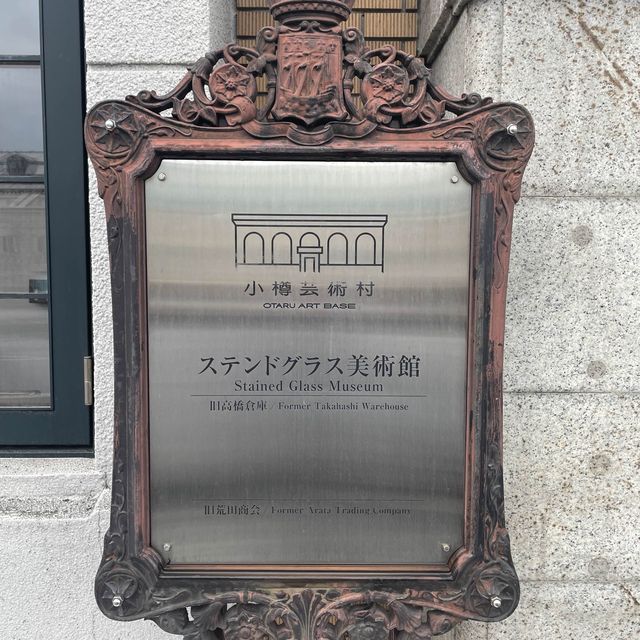 小樽芸術村
OTARU ART BASE
ステンドグラス美術館
Stained Glass Museum
旧高橋倉庫 / Former Takahashi Warehouse
旧荒田商会 / Former Arata Trading Company